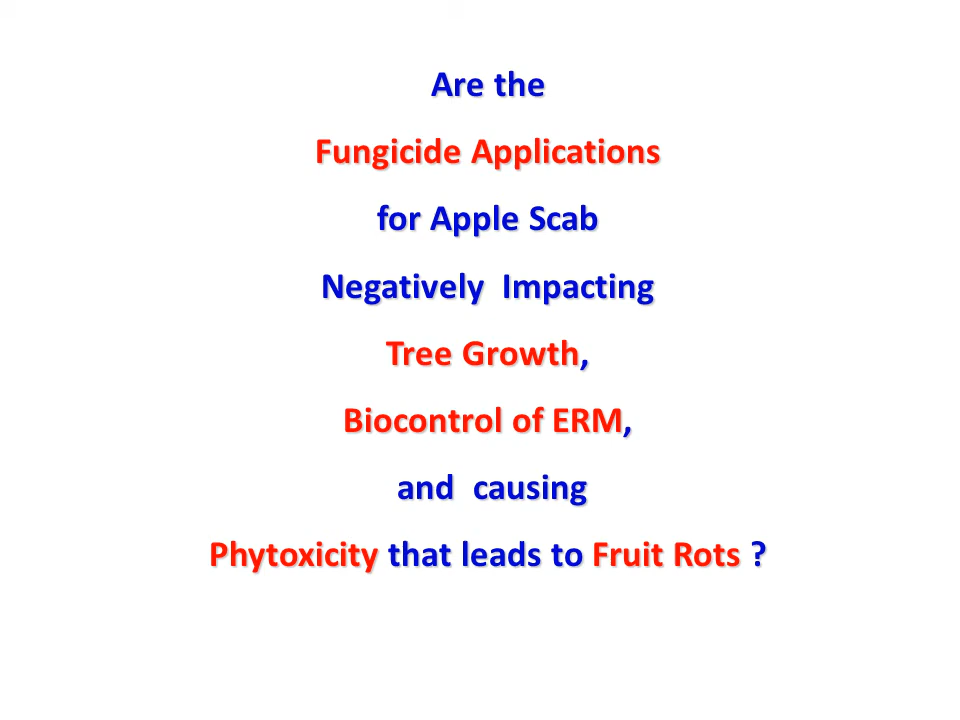 Are the
Fungicide Applications
for Apple Scab
Negatively  Impacting
Tree Growth,
Biocontrol of ERM,
and  causing
Phytoxicity that leads to Fruit Rots ?